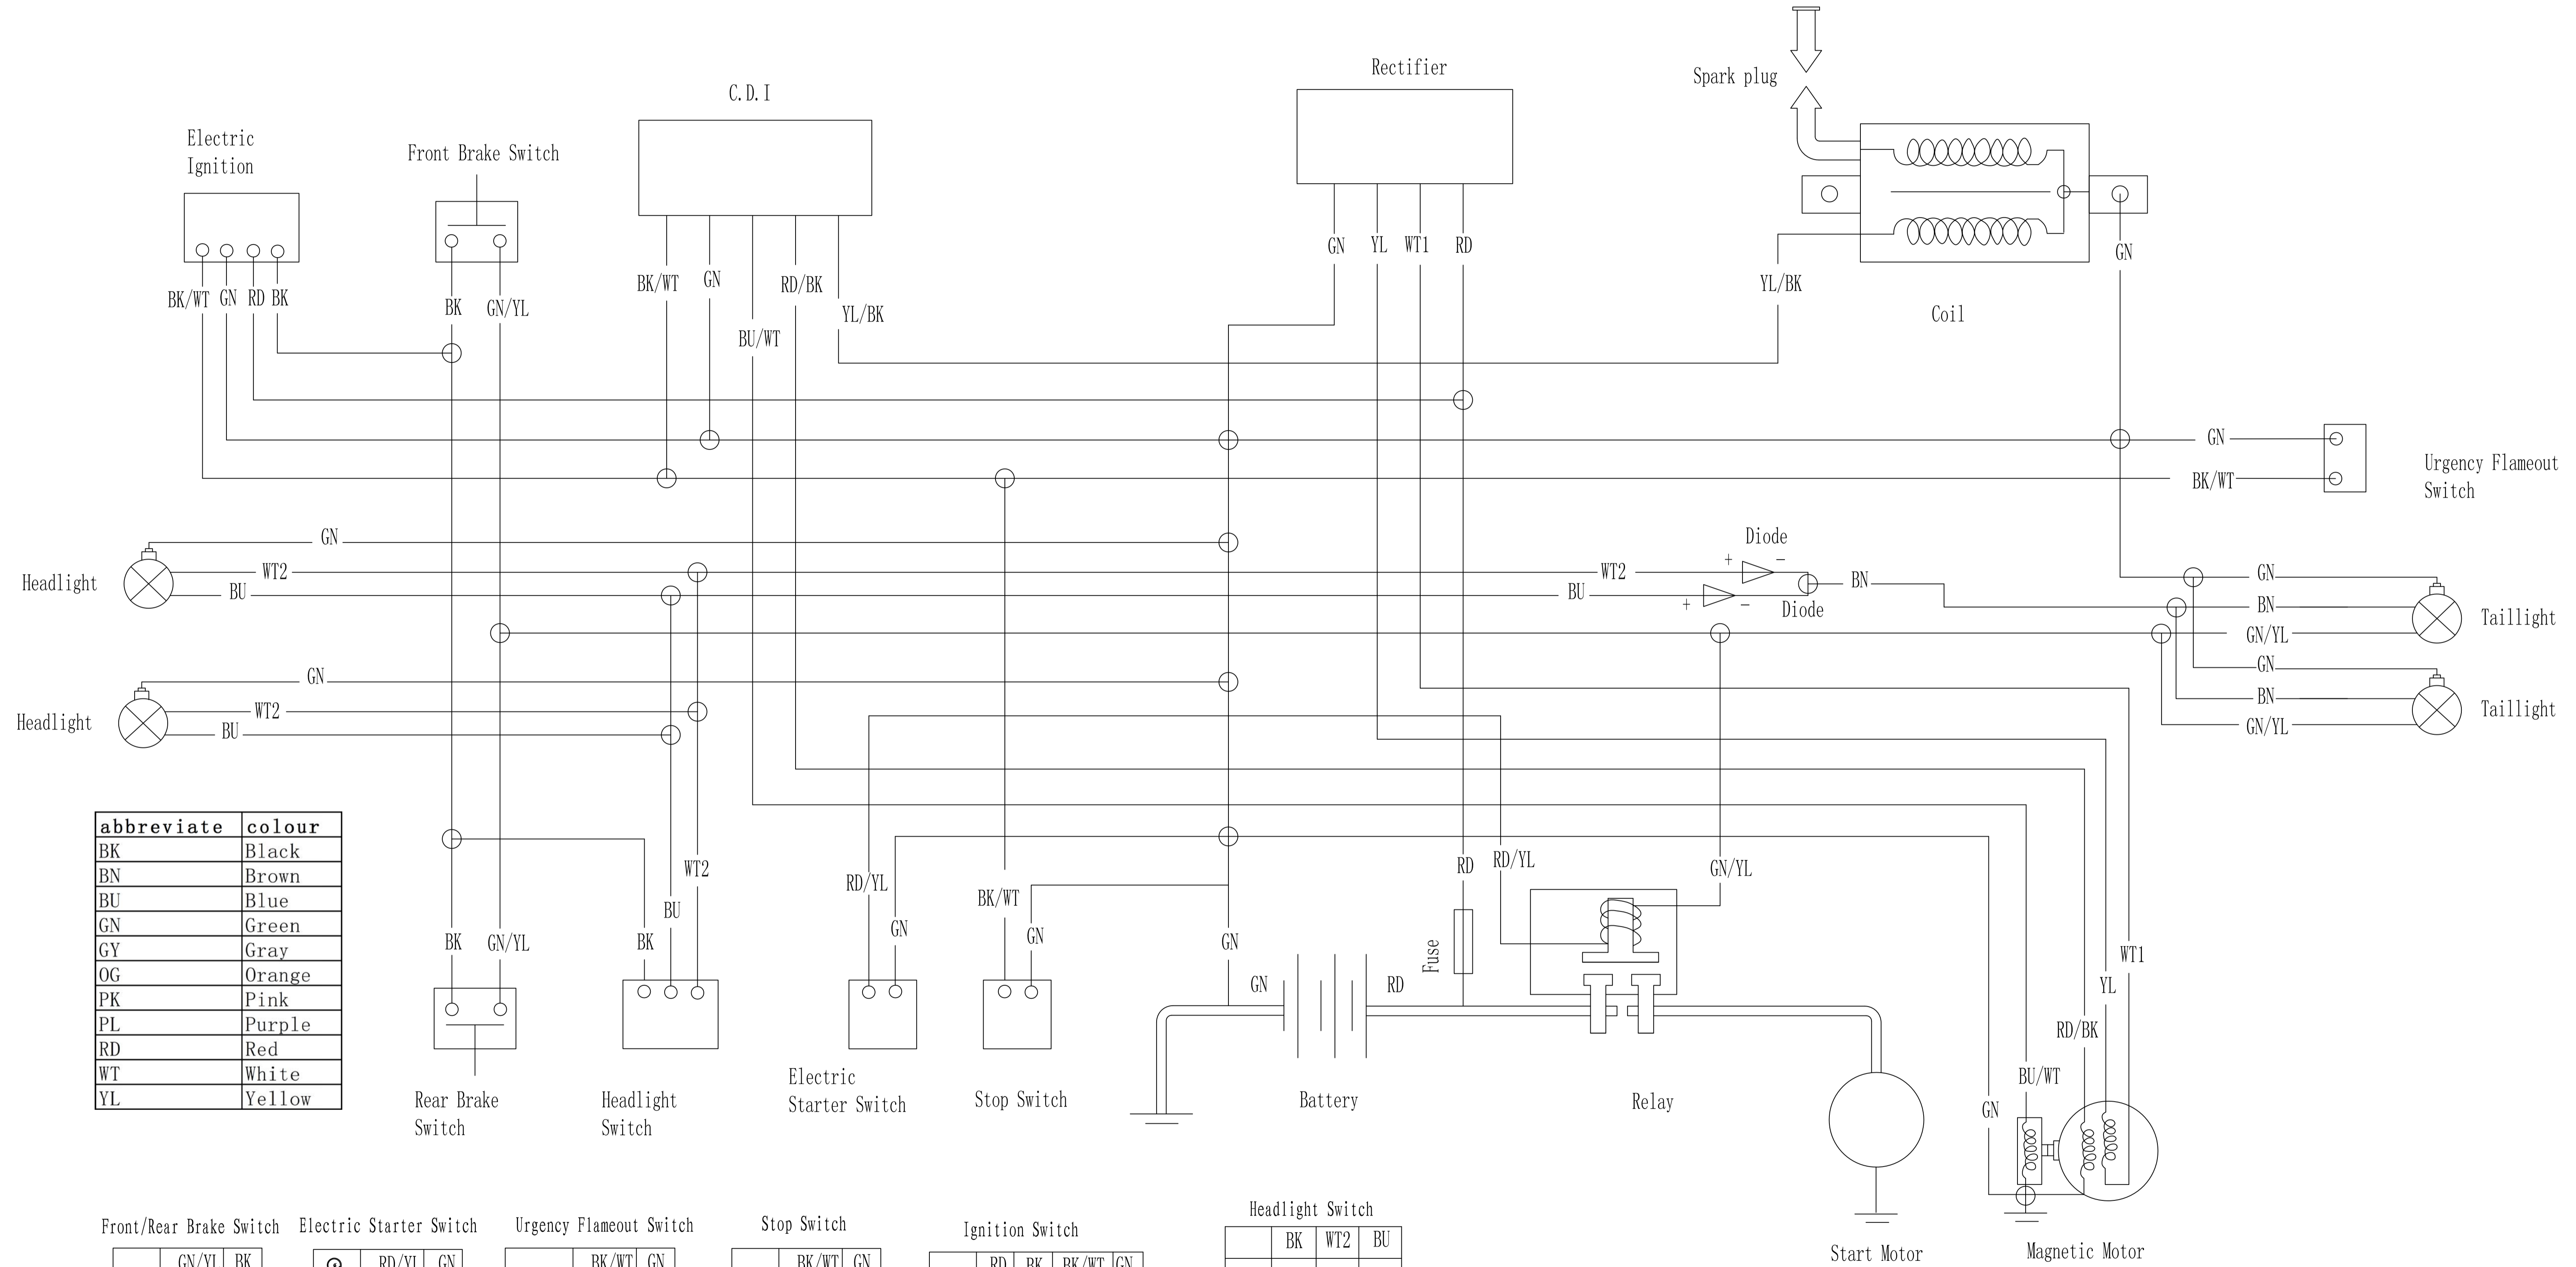 C.D.I
Rectifier
Spark plug
Electric
Ignition
Front Brake Switch
BK/WT GN RD BK
BK
GN/YL
BK/WT
GN
BU/WT
RD/BK
YL/BK
GN
YL
WT1
RD
YL/BK
Coil
GN
GN
BK/WT
Urgency Flameout
Switch
Headlight
GN
WT2
BU
WT2
BU
+
-
Diode
+
-
Diode
BN
GN
BN
GN/YL
Taillight
Headlight
GN
WT2
BU
GN
BN
GN/YL
Taillight
abbreviate colour
BK Black
BN Brown
BU Blue
GN Green
GY Gray
OG Orange
PK Pink
PL Purple
RD Red
WT White
YL Yellow
BK
GN/YL
Rear Brake
Switch
BK
BU
WT2
Headlight
Switch
RD/YL
GN
Electric
Starter Switch
BK/WT
GN
Stop Switch
GN
GN
RD
Battery
RD
Fuse
RD/YL
GN/YL
Relay
Start Motor
GN
BU/WT
RD/BK
YL
WT1
Magnetic Motor
Front/Rear Brake Switch
GN/YL BK
Electric Starter Switch
RD/YL GN
Urgency Flameout Switch
BK/WT GN
Stop Switch
BK/WT GN
Ignition Switch
RD BK BK/WT GN
Headlight Switch
BK WT2 BU